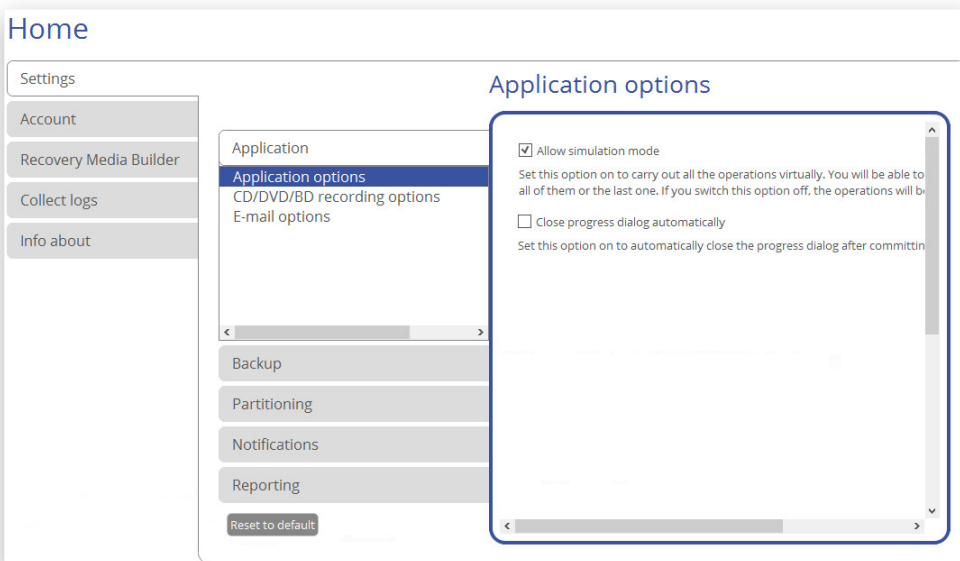 Home
Settings
Account
Recovery Media Builder
Collect logs
Info about
Application
Application options
CD/DVD/BD recording options
E-mail options
Backup
Partitioning
Notifications
Reporting
Reset to default
Application options
Allow simulation mode
Set this option on to carry out all the operations virtually. You will be able to
all of them or the last one. If you switch this option off, the operations will be
Close progress dialog automatically
Set this option on to automatically close the progress dialog after committin